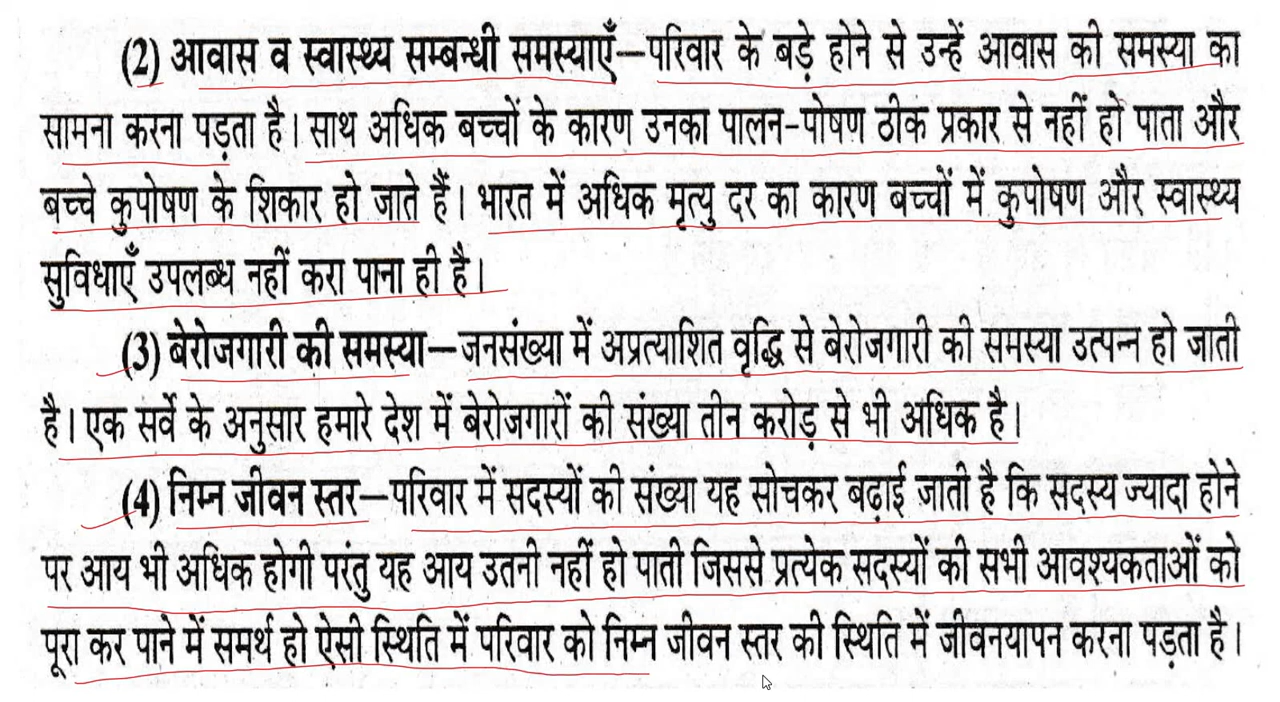 (2) आवास व स्वास्थ्य सम्बन्धी समस्याएँ—परिवार के बड़े होने से उन्हें आवास की समस्या का
सामना करना पड़ता है। साथ अधिक बच्चों के कारण उनका पालन-पोषण ठीक प्रकार से नहीं हो पाता और
बच्चे कुपोषण के शिकार हो जाते हैं। भारत में अधिक मृत्यु दर का कारण बच्चों में कुपोषण और स्वास्थ्य
सुविधाएँ उपलब्ध नहीं करा पाना ही है।
(3) बेरोजगारी की समस्या—जनसंख्या में अप्रत्याशित वृद्धि से बेरोजगारी की समस्या उत्पन्न हो जाती
है। एक सर्वे के अनुसार हमारे देश में बेरोजगारों की संख्या तीन करोड़ से भी अधिक है।
(4) निम्न जीवन स्तर—परिवार में सदस्यों की संख्या यह सोचकर बढ़ाई जाती है कि सदस्य ज्यादा होने
पर आय भी अधिक होगी परंतु यह आय उतनी नहीं हो पाती जिससे प्रत्येक सदस्यों की सभी आवश्यकताओं को
पूरा कर पाने में समर्थ हो ऐसी स्थिति में परिवार को निम्न जीवन स्तर की स्थिति में जीवनयापन करना पड़ता है।